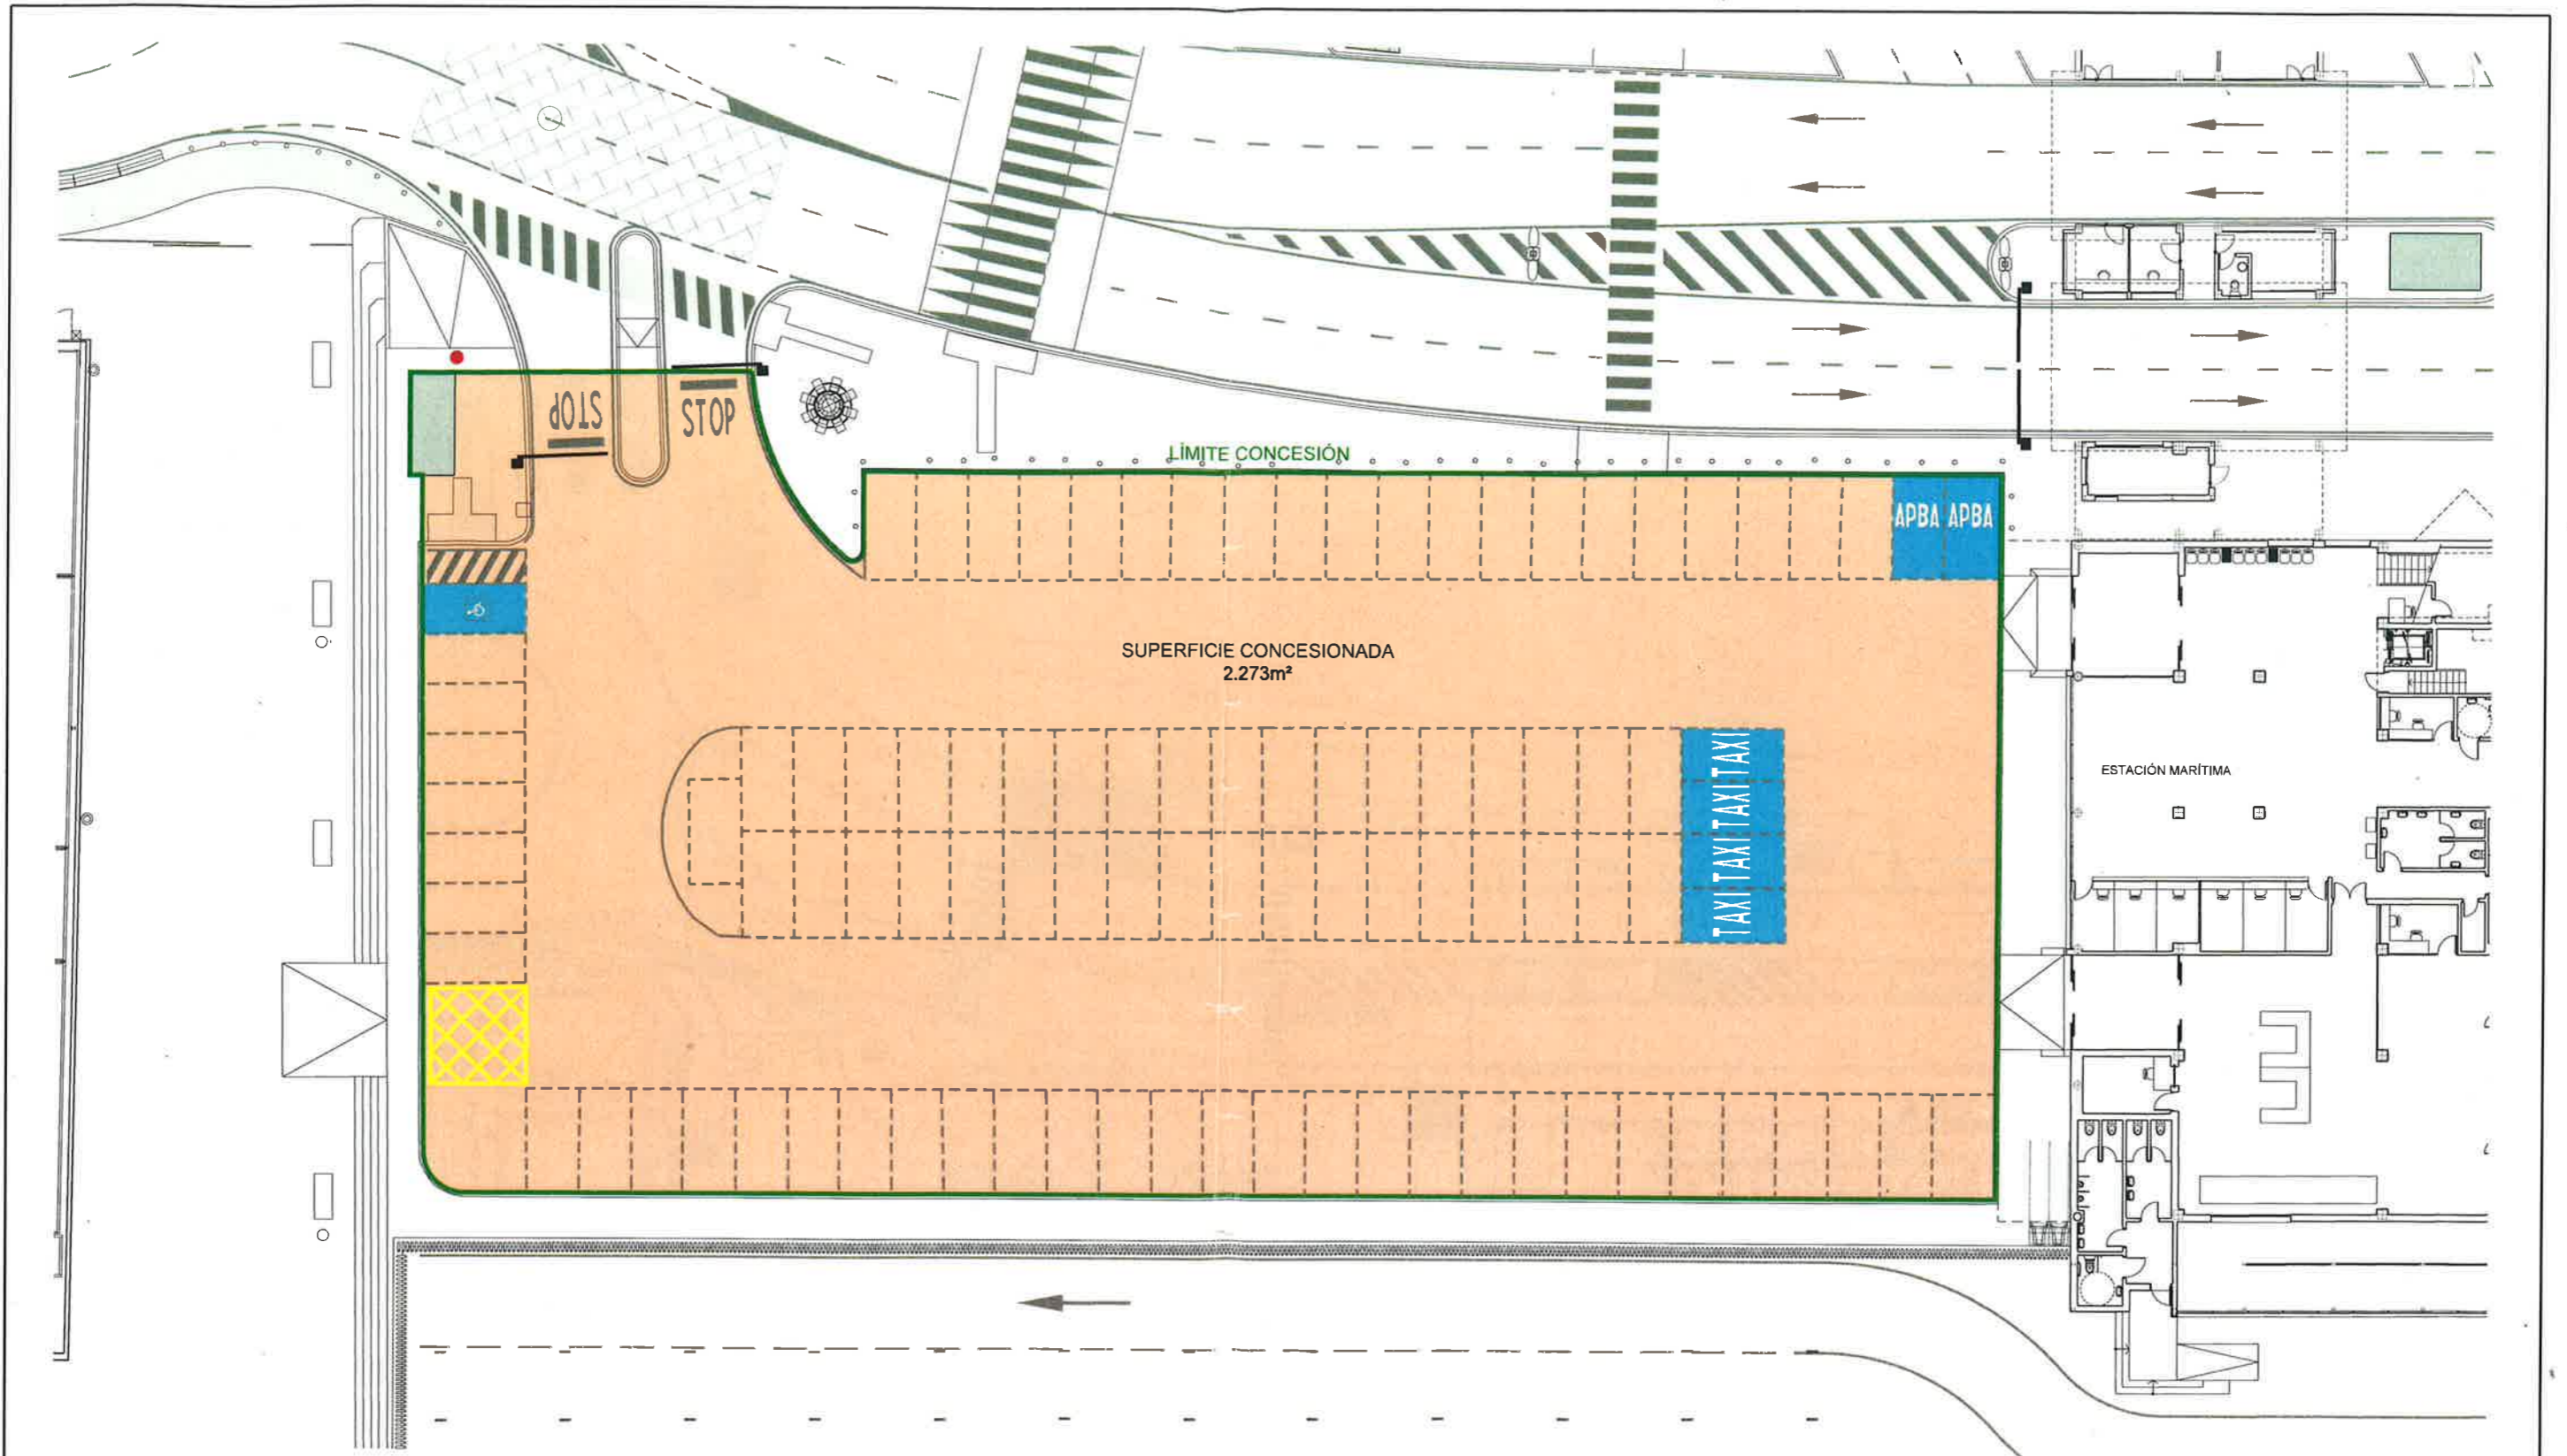 STOP
STOP
LÍMITE CONCESIÓN
APBA APBA
SUPERFICIE CONCESIONADA
2.273m²
TAXI TAXI TAXI TAXI
ESTACIÓN MARÍTIMA